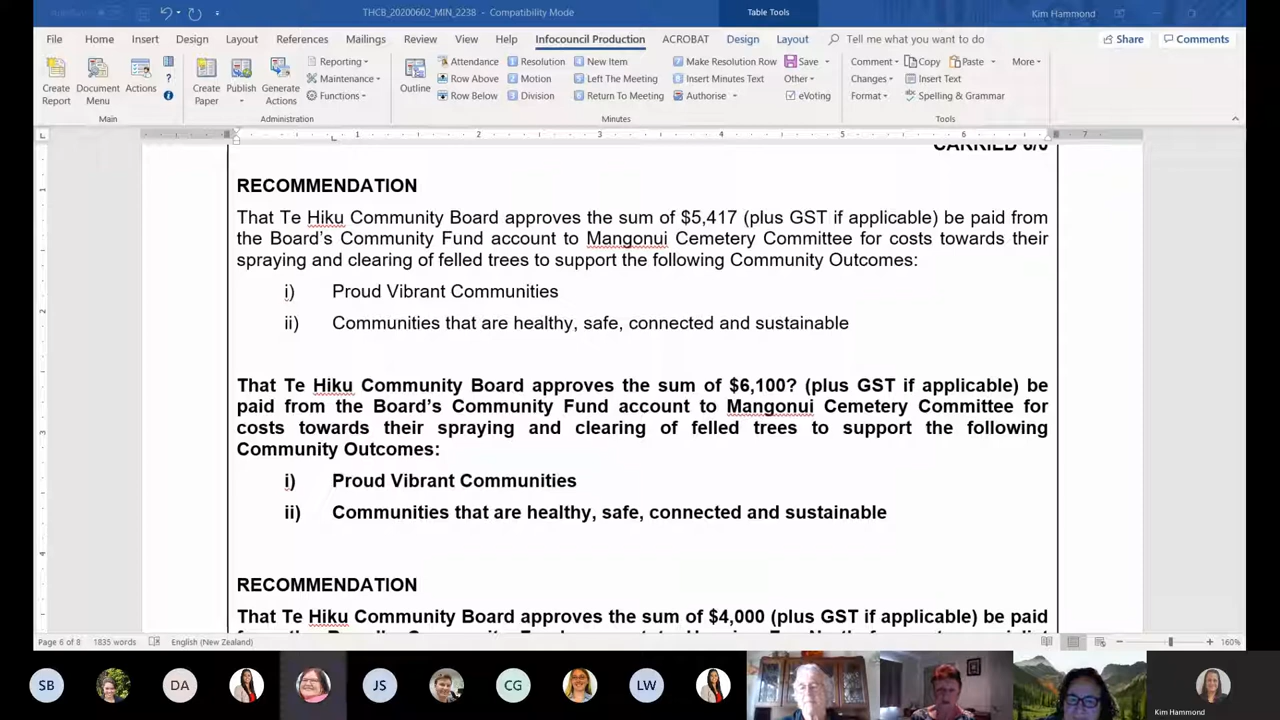 THCB_20200602_MIN_2238 - Compatibility Mode
Table Tools
Kim Hammond
File Home Insert Design Layout References Mailings Review View Help Infocouncil Production ACROBAT Design Layout Tell me what you want to do Share Comments
Attendance Resolution New Item Reporting Make Resolution Row Save Comment Copy Paste More
Row Above Motion Left The Meeting Maintenance Insert Minutes Text Other Changes Insert Text
Create Report Document Menu Actions Create Paper Publish Generate Actions Outline
Row Below Division Return To Meeting Functions Authorise eVoting Format Spelling & Grammar
Main Administration Minutes Tools
1 2 3 4 5 6 7
CARRIED 6/0
RECOMMENDATION
That Te Hiku Community Board approves the sum of $5,417 (plus GST if applicable) be paid from
the Board's Community Fund account to Mangonui Cemetery Committee for costs towards their
spraying and clearing of felled trees to support the following Community Outcomes:
i) Proud Vibrant Communities
ii) Communities that are healthy, safe, connected and sustainable
That Te Hiku Community Board approves the sum of $6,100? (plus GST if applicable) be
paid from the Board's Community Fund account to Mangonui Cemetery Committee for
costs towards their spraying and clearing of felled trees to support the following
Community Outcomes:
i) Proud Vibrant Communities
ii) Communities that are healthy, safe, connected and sustainable
RECOMMENDATION
That Te Hiku Community Board approves the sum of $4,000 (plus GST if applicable) be paid
Page 6 of 8 1835 words English (New Zealand) 160%
SB DA JS CG LW
Kim Hammond